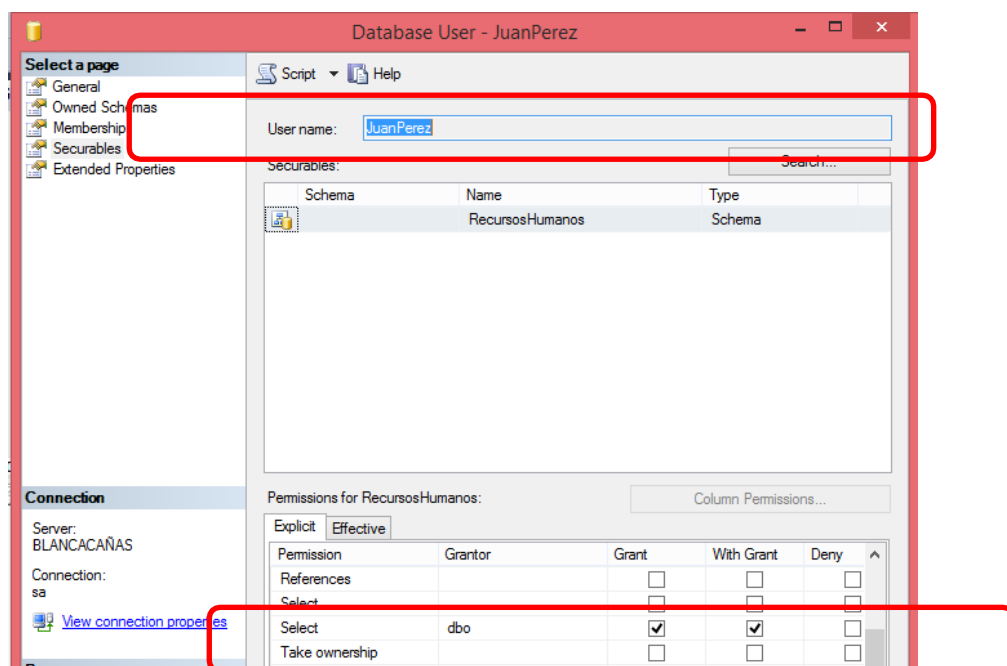 Database User - JuanPerez
Select a page
General
Owned Schemas
Membership
Securables
Extended Properties
Script Help
User name: JuanPerez
Securables:
Search...
Schema Name Type
RecursosHumanos Schema
Connection
Server:
BLANCACAÑAS
Connection:
sa
View connection properties
Permissions for RecursosHumanos:
Column Permissions...
Explicit Effective
Permission Grantor Grant With Grant Deny
References
Select
Select dbo
Take ownership